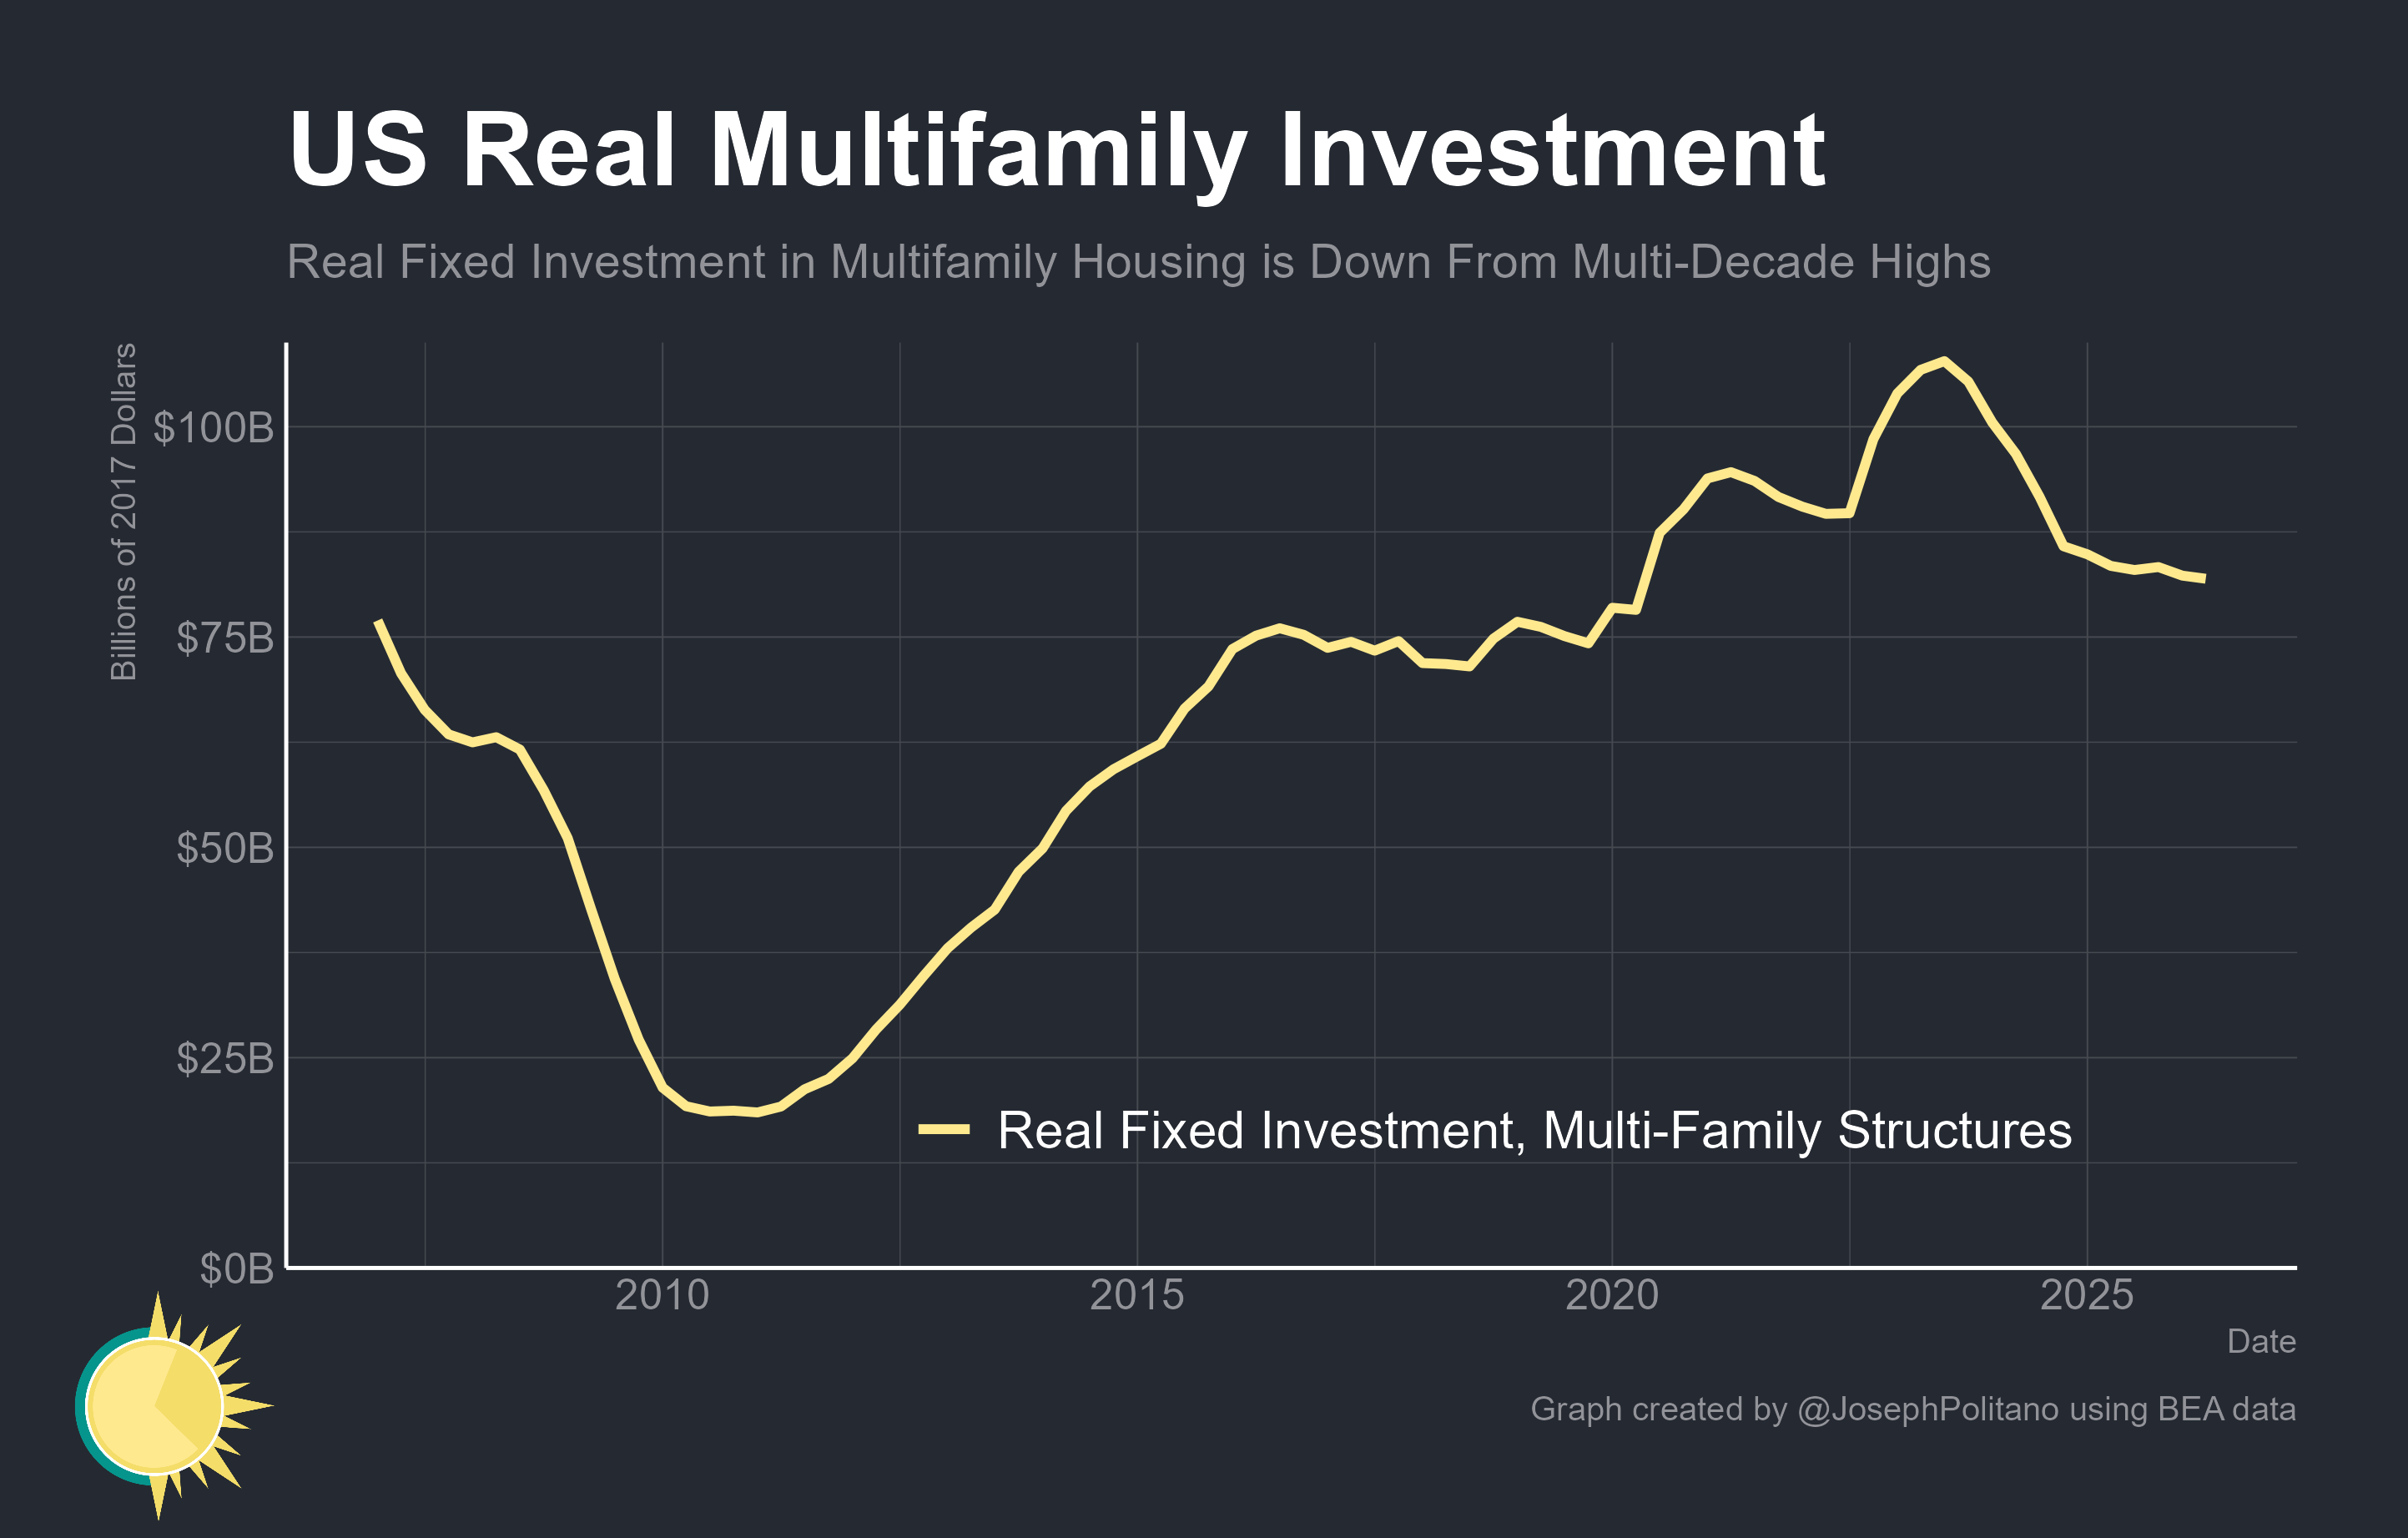 US Real Multifamily Investment
Real Fixed Investment in Multifamily Housing is Down From Multi-Decade Highs
Billions of 2017 Dollars
$100B
$75B
$50B
$25B
$0B
Real Fixed Investment, Multi-Family Structures
2010
2015
2020
2025
Date
Graph created by @JosephPolitano using BEA data